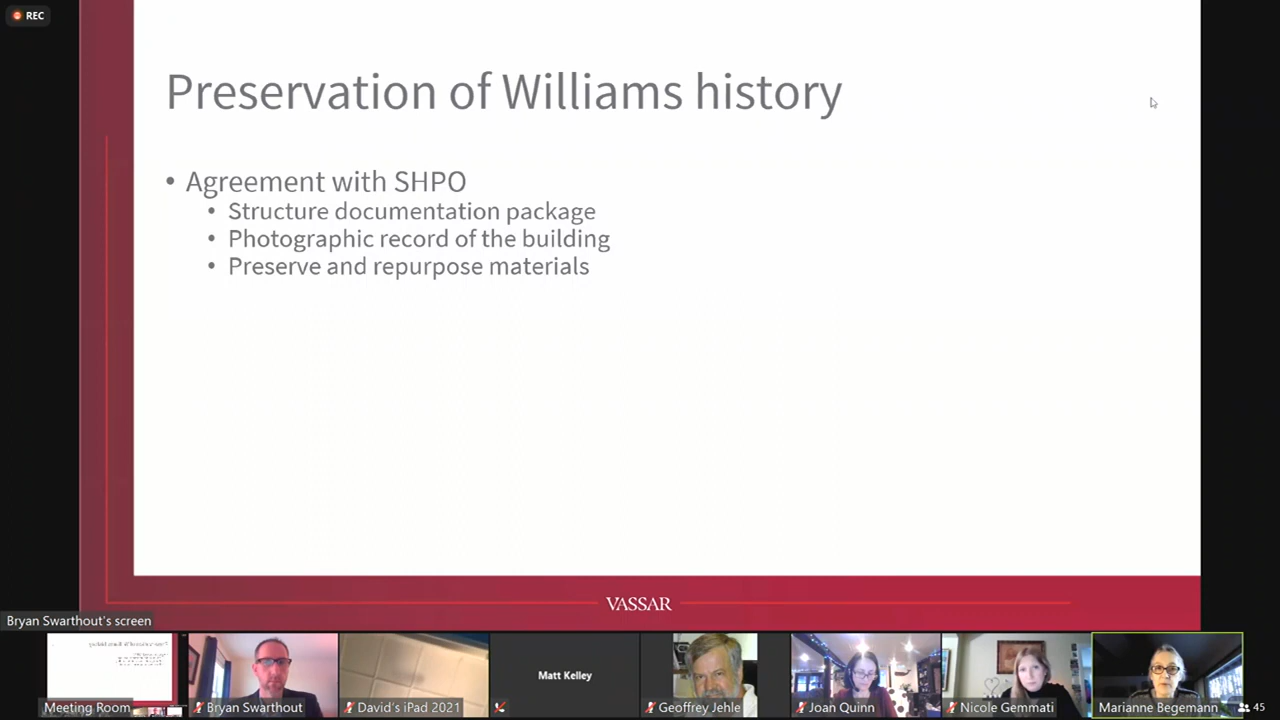 REC
Preservation of Williams history
• Agreement with SHPO
• Structure documentation package
• Photographic record of the building
• Preserve and repurpose materials
VASSAR
Bryan Swarthout's screen
Matt Kelley
Meeting Room
Bryan Swarthout
David's iPad 2021
Geoffrey Jehle
Joan Quinn
Nicole Gemmati
Marianne Begemann
45